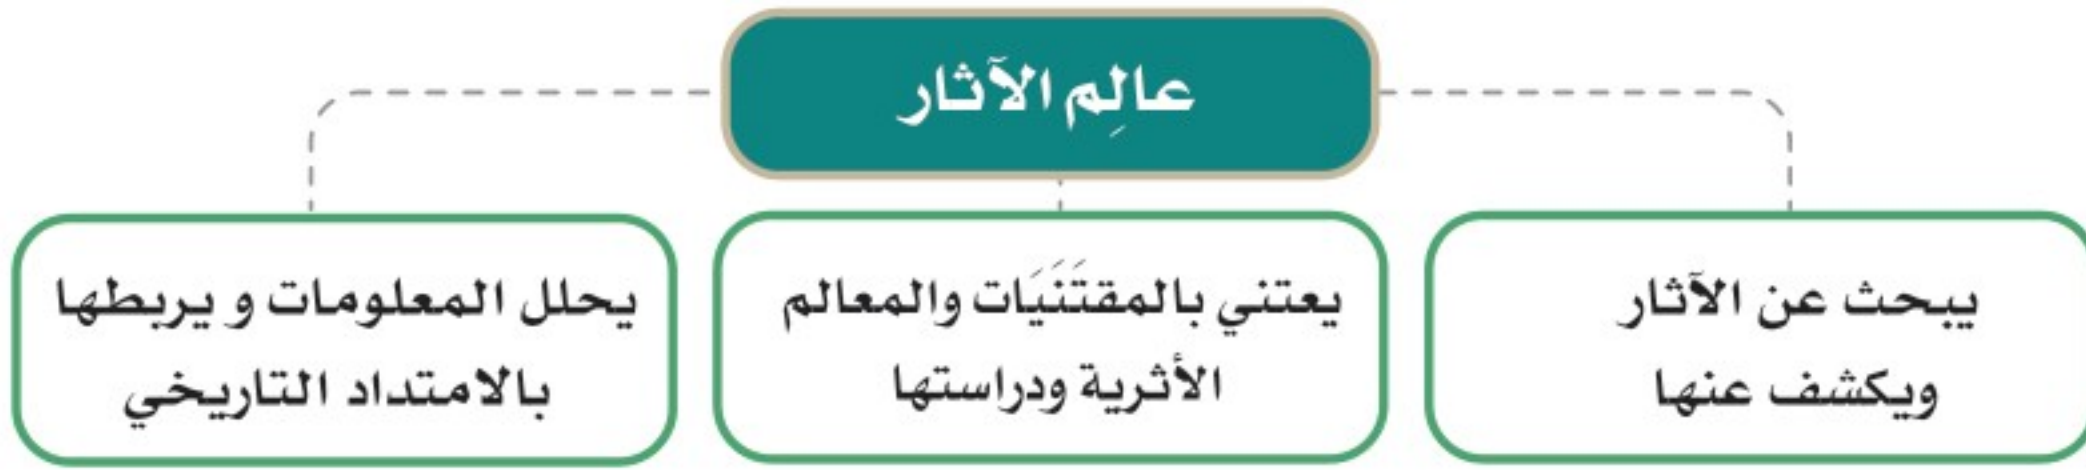 عالِم الآثار
يبحث عن الآثار
ويكشف عنها
يعتني بالمقتَنَيَات والمعالم
الأثرية ودراستها
يحلل المعلومات و يربطها
بالامتداد التاريخي